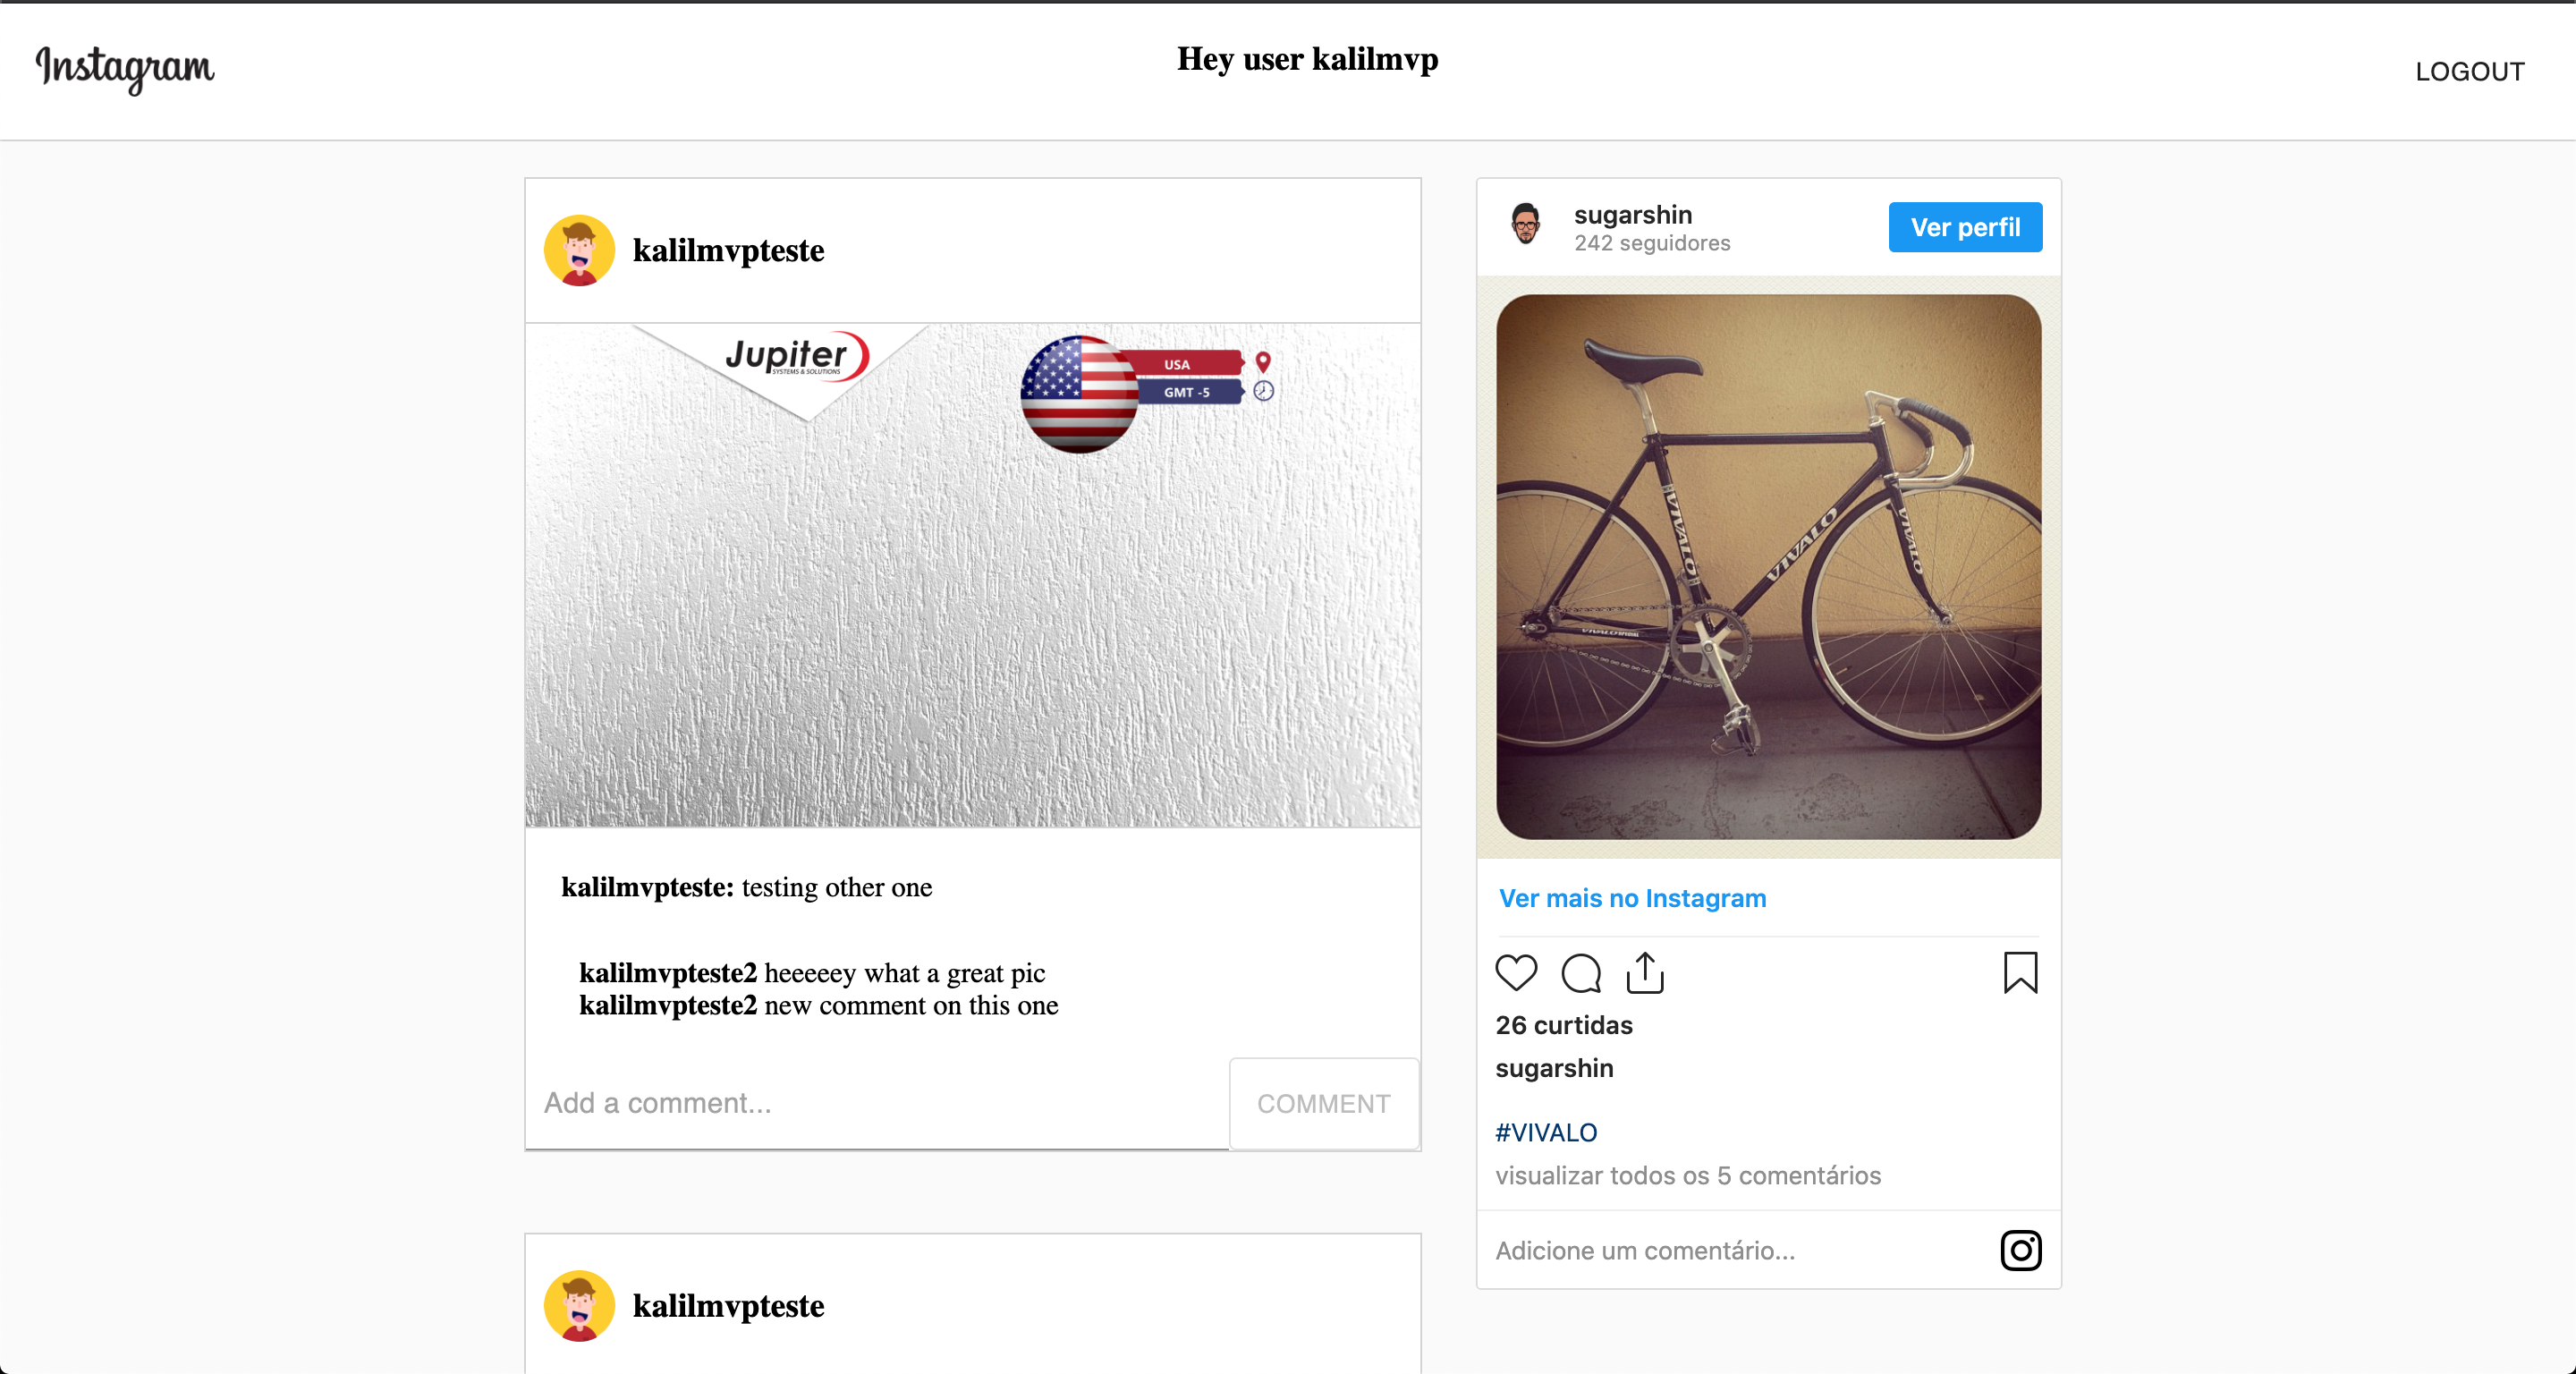 Instagram
Hey user kalilmvp
LOGOUT
kalilmvpteste
Jupiter
SYSTEMS & SOLUTIONS
USA
GMT -5
kalilmvpteste: testing other one
kalilmvpteste2 heeeeey what a great pic
kalilmvpteste2 new comment on this one
Add a comment...
COMMENT
kalilmvpteste
sugarshin
242 seguidores
Ver perfil
VIVALO
VIVALO
VIVALO
VIVALO
Ver mais no Instagram
26 curtidas
sugarshin
#VIVALO
visualizar todos os 5 comentários
Adicione um comentário...